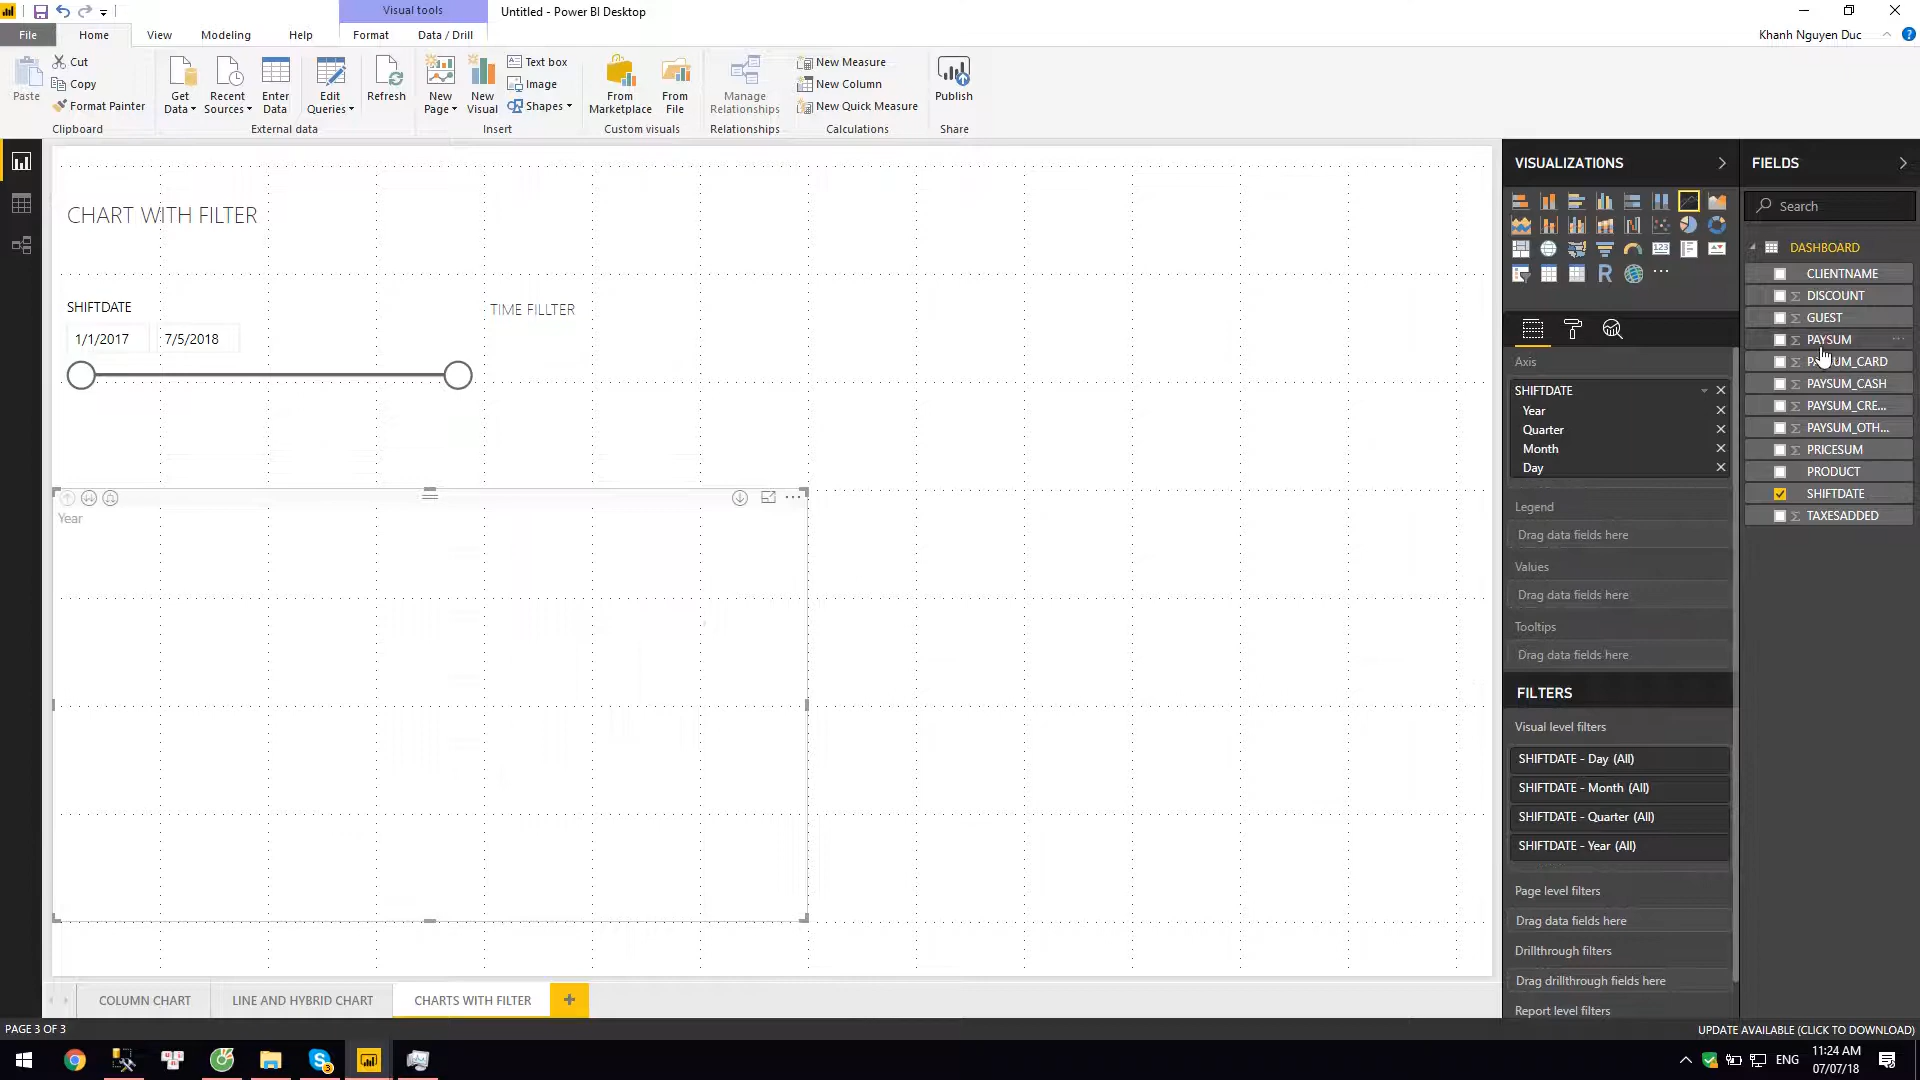 Visual tools
Untitled - Power BI Desktop
File
Home
View
Modeling
Help
Format
Data / Drill
Khanh Nguyen Duc
Paste
Cut
Copy
Format Painter
Clipboard
Get Data
Recent Sources
Enter Data
Edit Queries
Refresh
External data
New Page
New Visual
Text box
Image
Shapes
Insert
From Marketplace
From File
Custom visuals
Manage Relationships
Relationships
New Measure
New Column
New Quick Measure
Calculations
Publish
Share
CHART WITH FILTER
SHIFTDATE
1/1/2017
7/5/2018
TIME FILLTER
Year
COLUMN CHART
LINE AND HYBRID CHART
CHARTS WITH FILTER
PAGE 3 OF 3
VISUALIZATIONS
123
R
Axis
SHIFTDATE
Year
Quarter
Month
Day
Legend
Drag data fields here
Values
Drag data fields here
Tooltips
Drag data fields here
FILTERS
Visual level filters
SHIFTDATE - Day (All)
SHIFTDATE - Month (All)
SHIFTDATE - Quarter (All)
SHIFTDATE - Year (All)
Page level filters
Drag data fields here
Drillthrough filters
Drag drillthrough fields here
Report level filters
FIELDS
Search
DASHBOARD
CLIENTNAME
DISCOUNT
GUEST
PAYSUM
PAYSUM_CARD
PAYSUM_CASH
PAYSUM_CRE...
PAYSUM_OTH...
PRICESUM
PRODUCT
SHIFTDATE
TAXESADDED
UPDATE AVAILABLE (CLICK TO DOWNLOAD)
3
ENG
11:24 AM
07/07/18